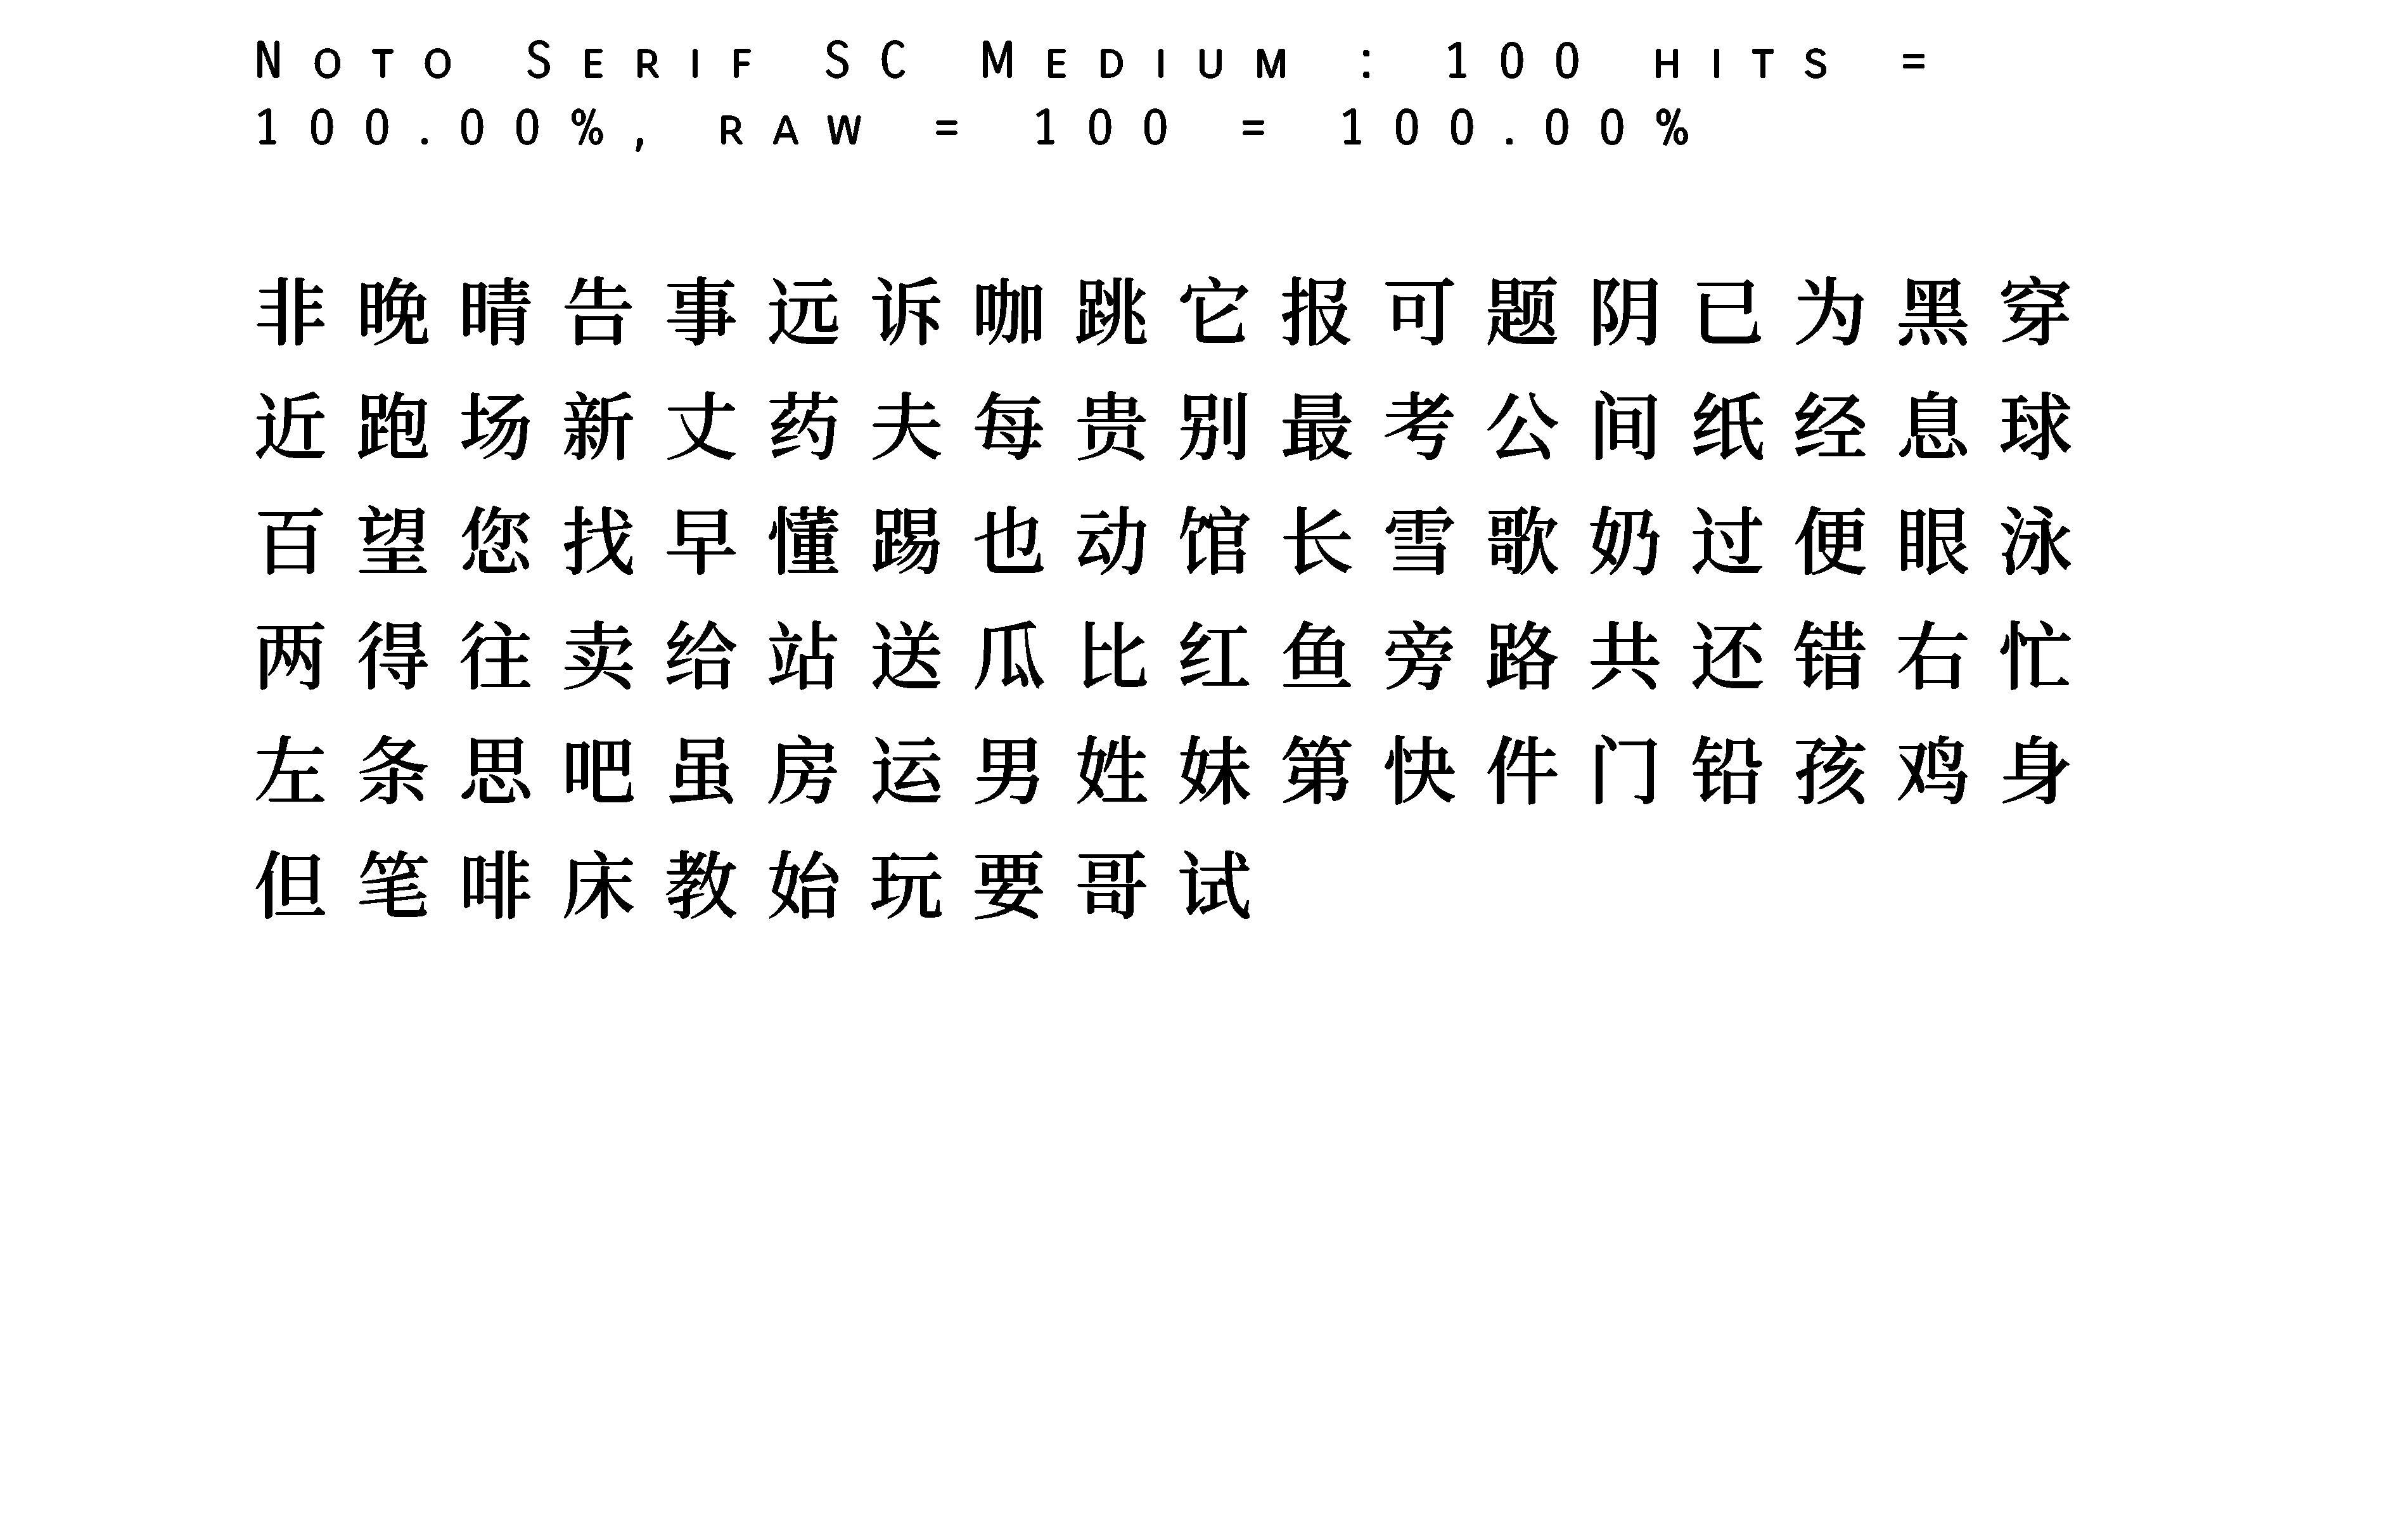 Noto Serif SC Medium : 100 hits =
100.00%, raw = 100 = 100.00%
非晚晴告事远诉咖跳它报可题阴已为黑穿
近跑场新丈药夫每贵别最考公间纸经息球
百望您找早懂踢也动馆长雪歌奶过便眼泳
两得往卖给站送瓜比红鱼旁路共还错右忙
左条思吧虽房运男姓妹第快件门铅孩鸡身
但笔啡床教始玩要哥试